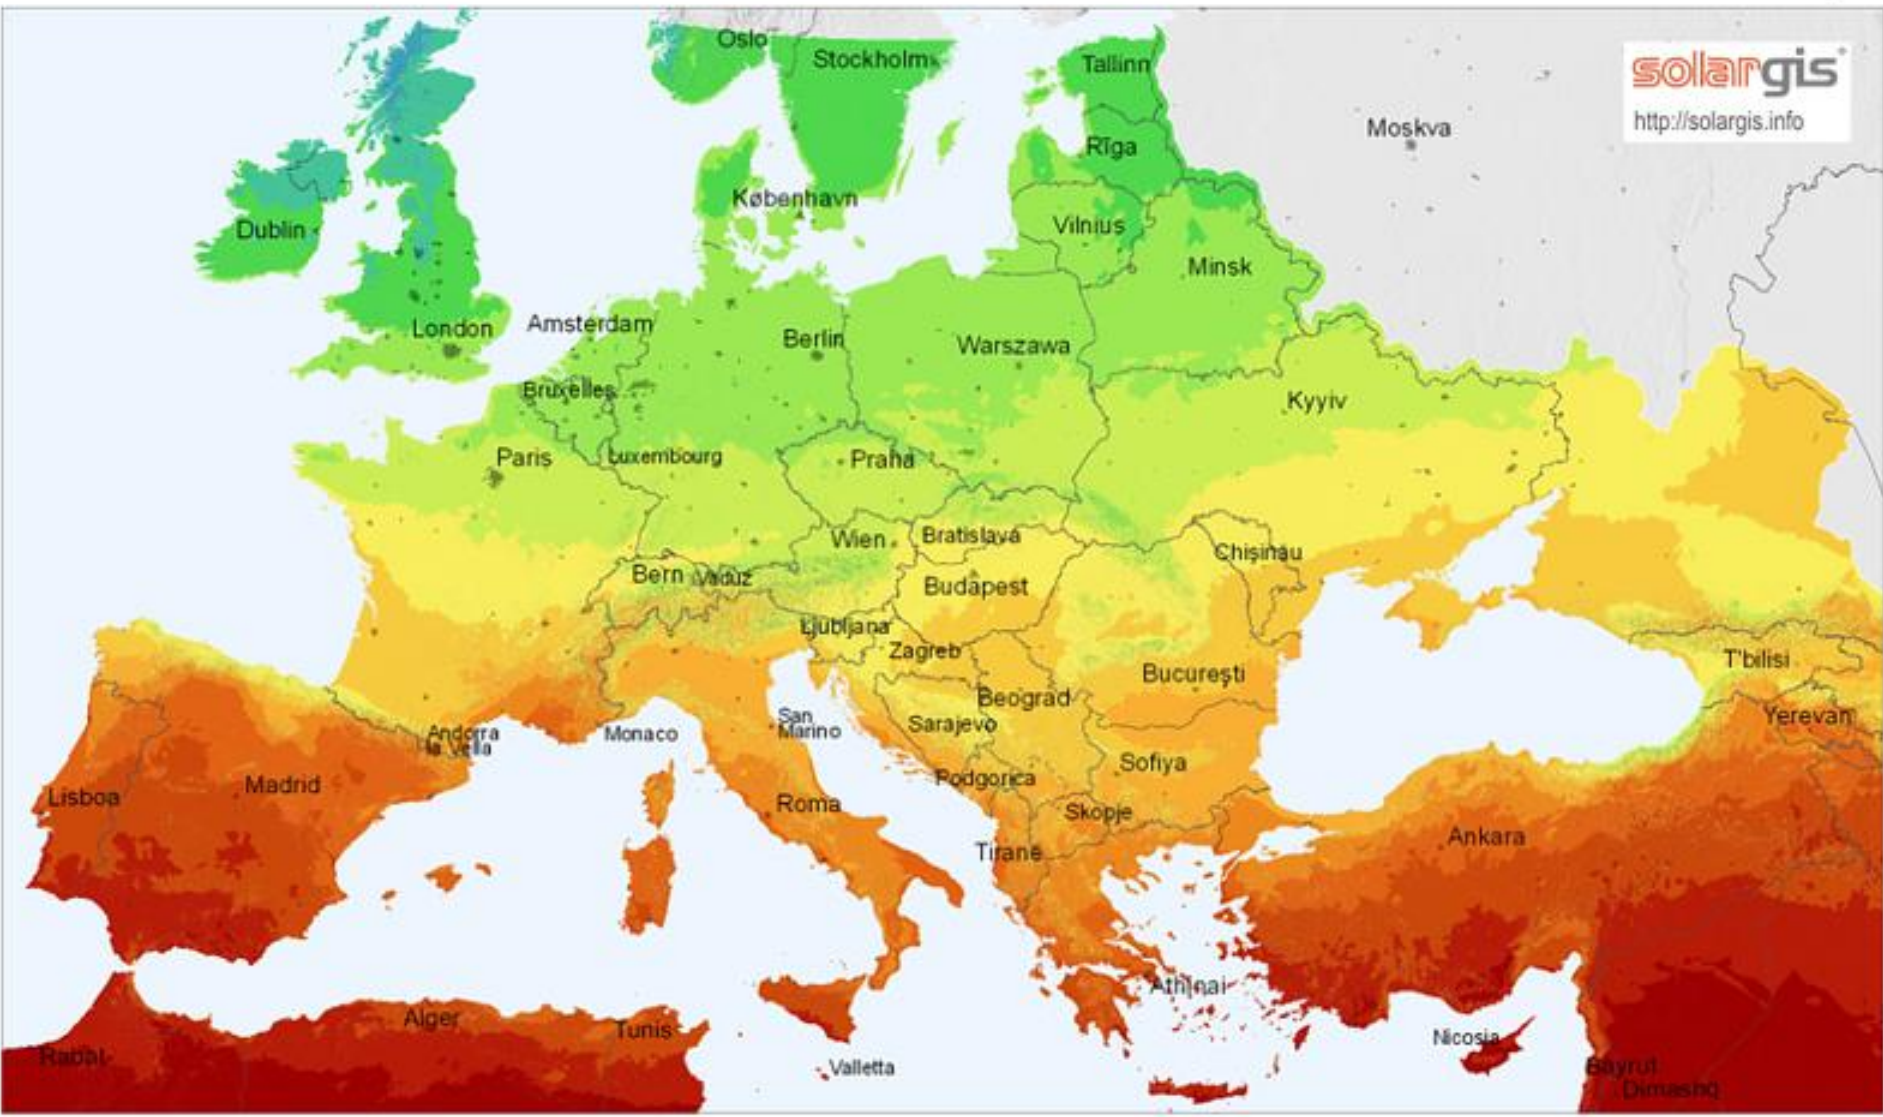 Oslo
Stockholm
Tallinn
solargis
http://solargis.info
Moskva
Rīga
København
Vilnius
Dublin
Minsk
London
Amsterdam
Berlin
Warszawa
Bruxelles
Kyyiv
Paris
Luxembourg
Praha
Wien
Bratislava
Chişinău
Bern
Vaduz
Budapest
Ljubljana
Zagreb
T'bilisi
Bucureşti
Beograd
San
Marino
Sarajevo
Yerevan
Andorra
la Vella
Monaco
Sofiya
Podgorica
Madrid
Lisboa
Roma
Skopje
Ankara
Tiranë
Athinai
Alger
Tunis
Nicosia
Rabat
Valletta
Bayrut
Dimashq